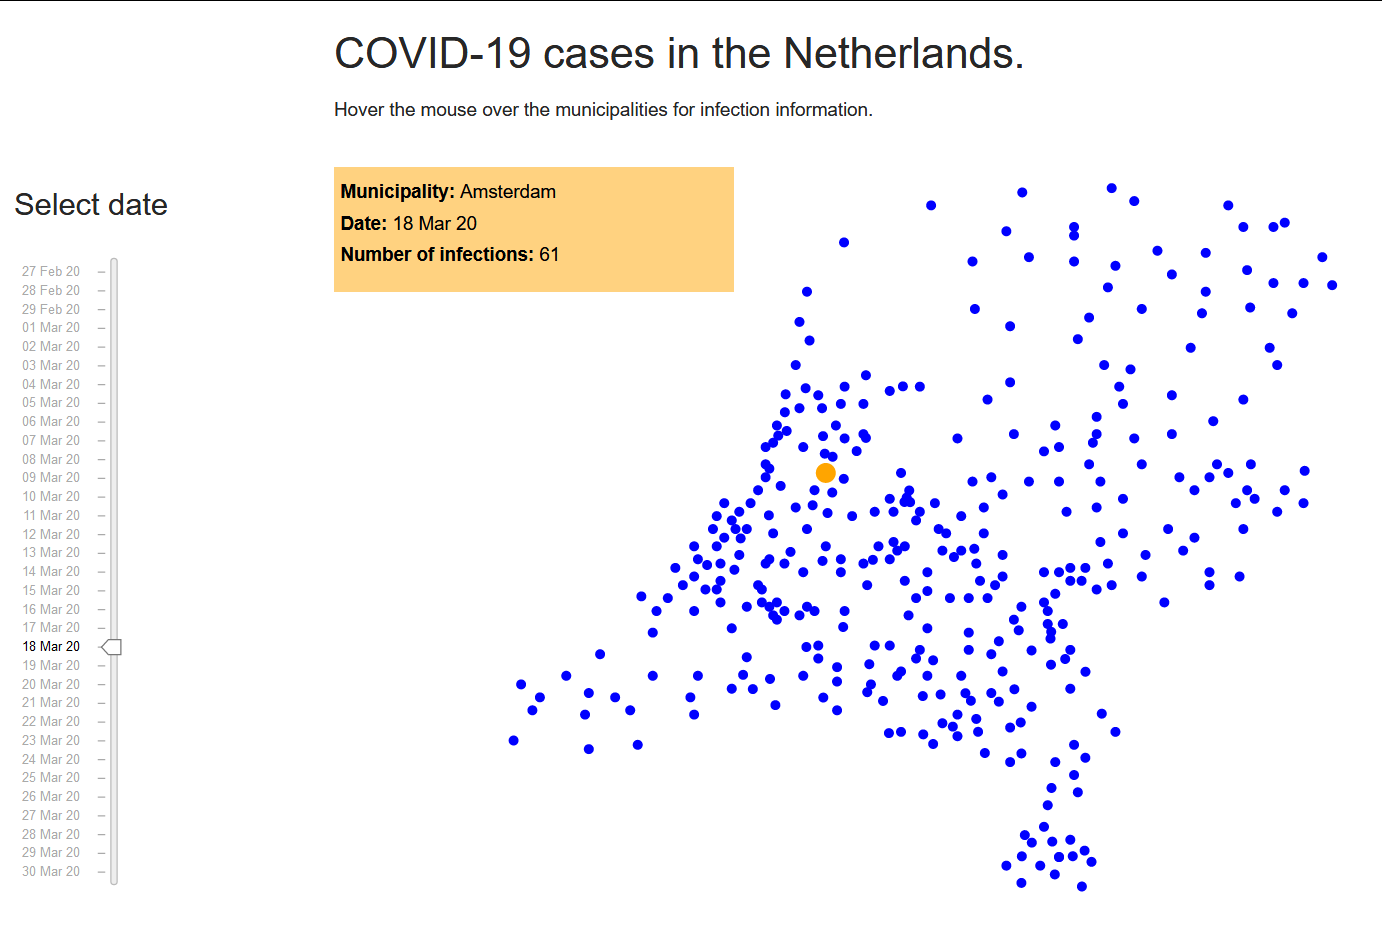 COVID-19 cases in the Netherlands.
Hover the mouse over the municipalities for infection information.
Select date
Municipality: Amsterdam
Date: 18 Mar 20
Number of infections: 61
27 Feb 20
28 Feb 20
29 Feb 20
01 Mar 20
02 Mar 20
03 Mar 20
04 Mar 20
05 Mar 20
06 Mar 20
07 Mar 20
08 Mar 20
09 Mar 20
10 Mar 20
11 Mar 20
12 Mar 20
13 Mar 20
14 Mar 20
15 Mar 20
16 Mar 20
17 Mar 20
18 Mar 20
19 Mar 20
20 Mar 20
21 Mar 20
22 Mar 20
23 Mar 20
24 Mar 20
25 Mar 20
26 Mar 20
27 Mar 20
28 Mar 20
29 Mar 20
30 Mar 20